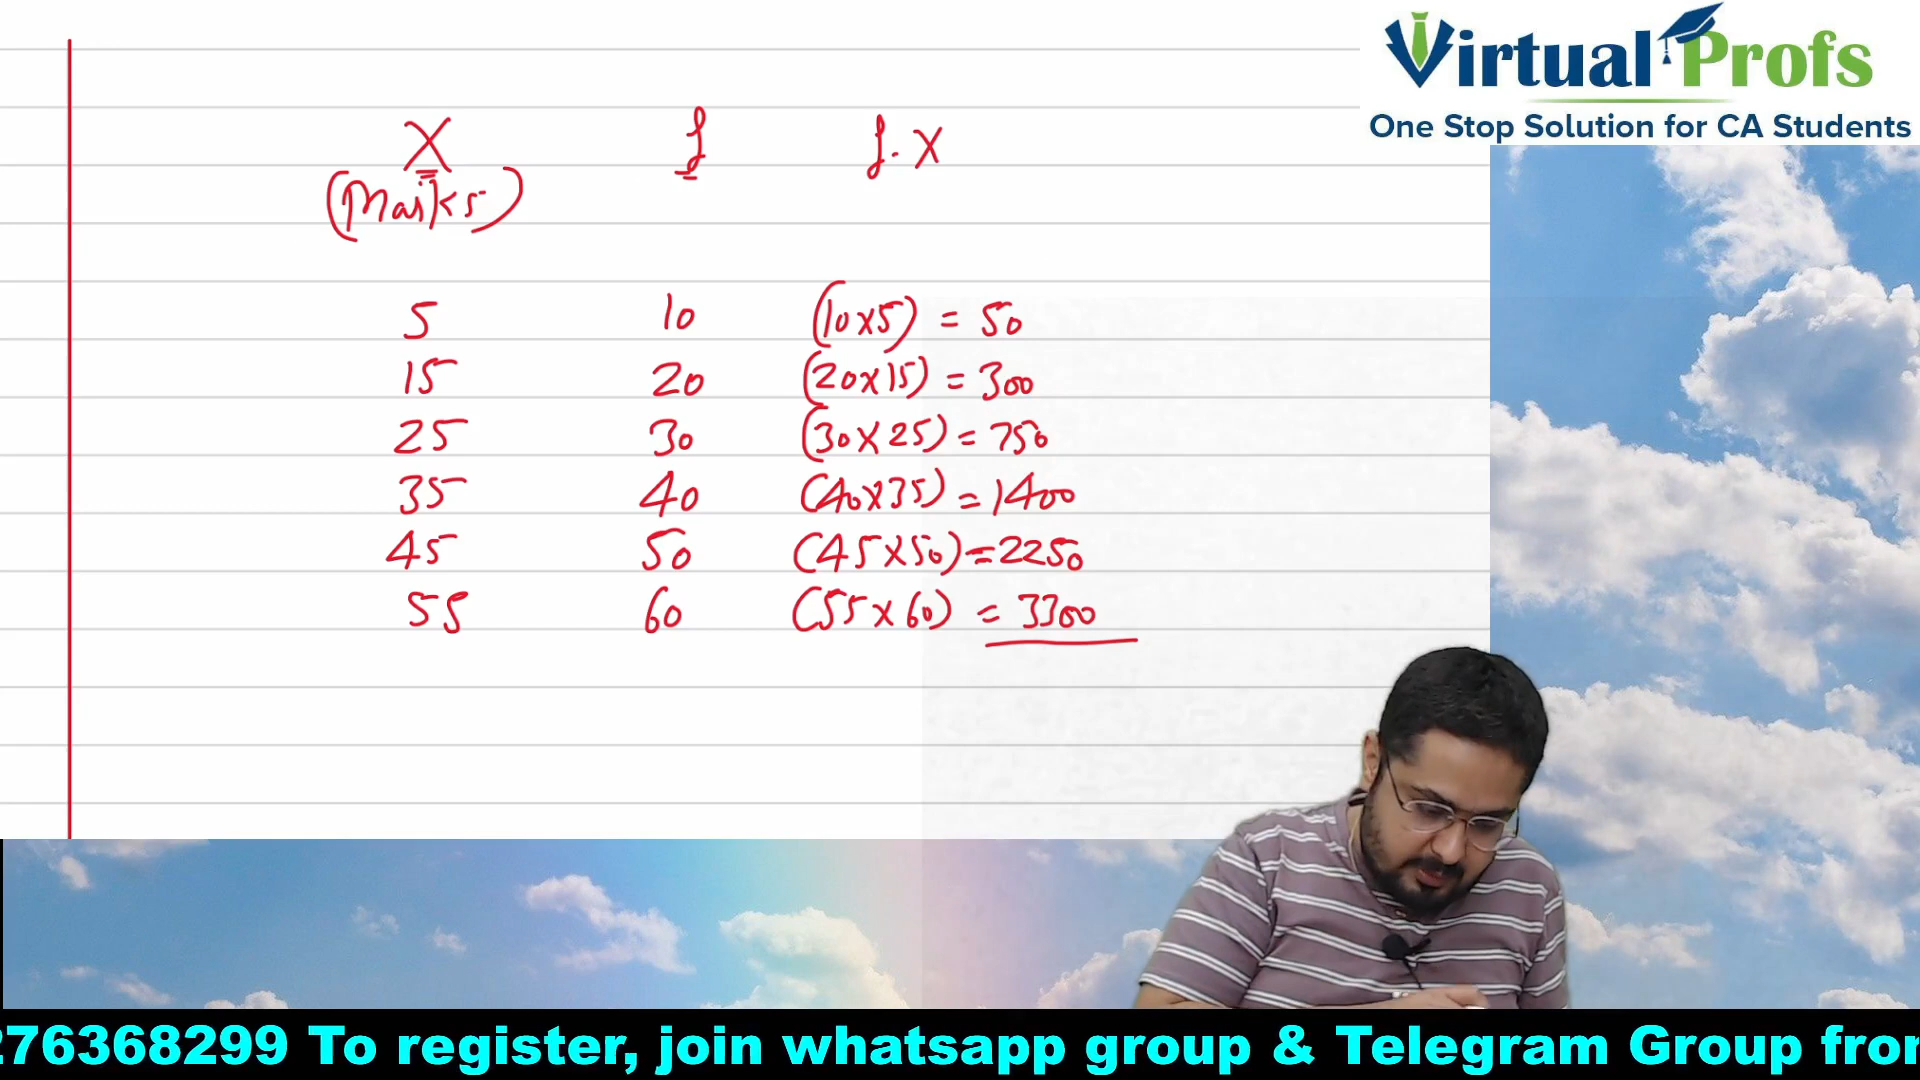 Virtual Profs
One Stop Solution for CA Students
X f f. X
(Marks)
5 10 (10x5) = 50
15 20 (20x15) = 300
25 30 (30x25) = 750
35 40 (40x35) = 1400
45 50 (45x50) = 2250
55 60 (55x60) = 3300
276368299 To register, join whatsapp group & Telegram Group from